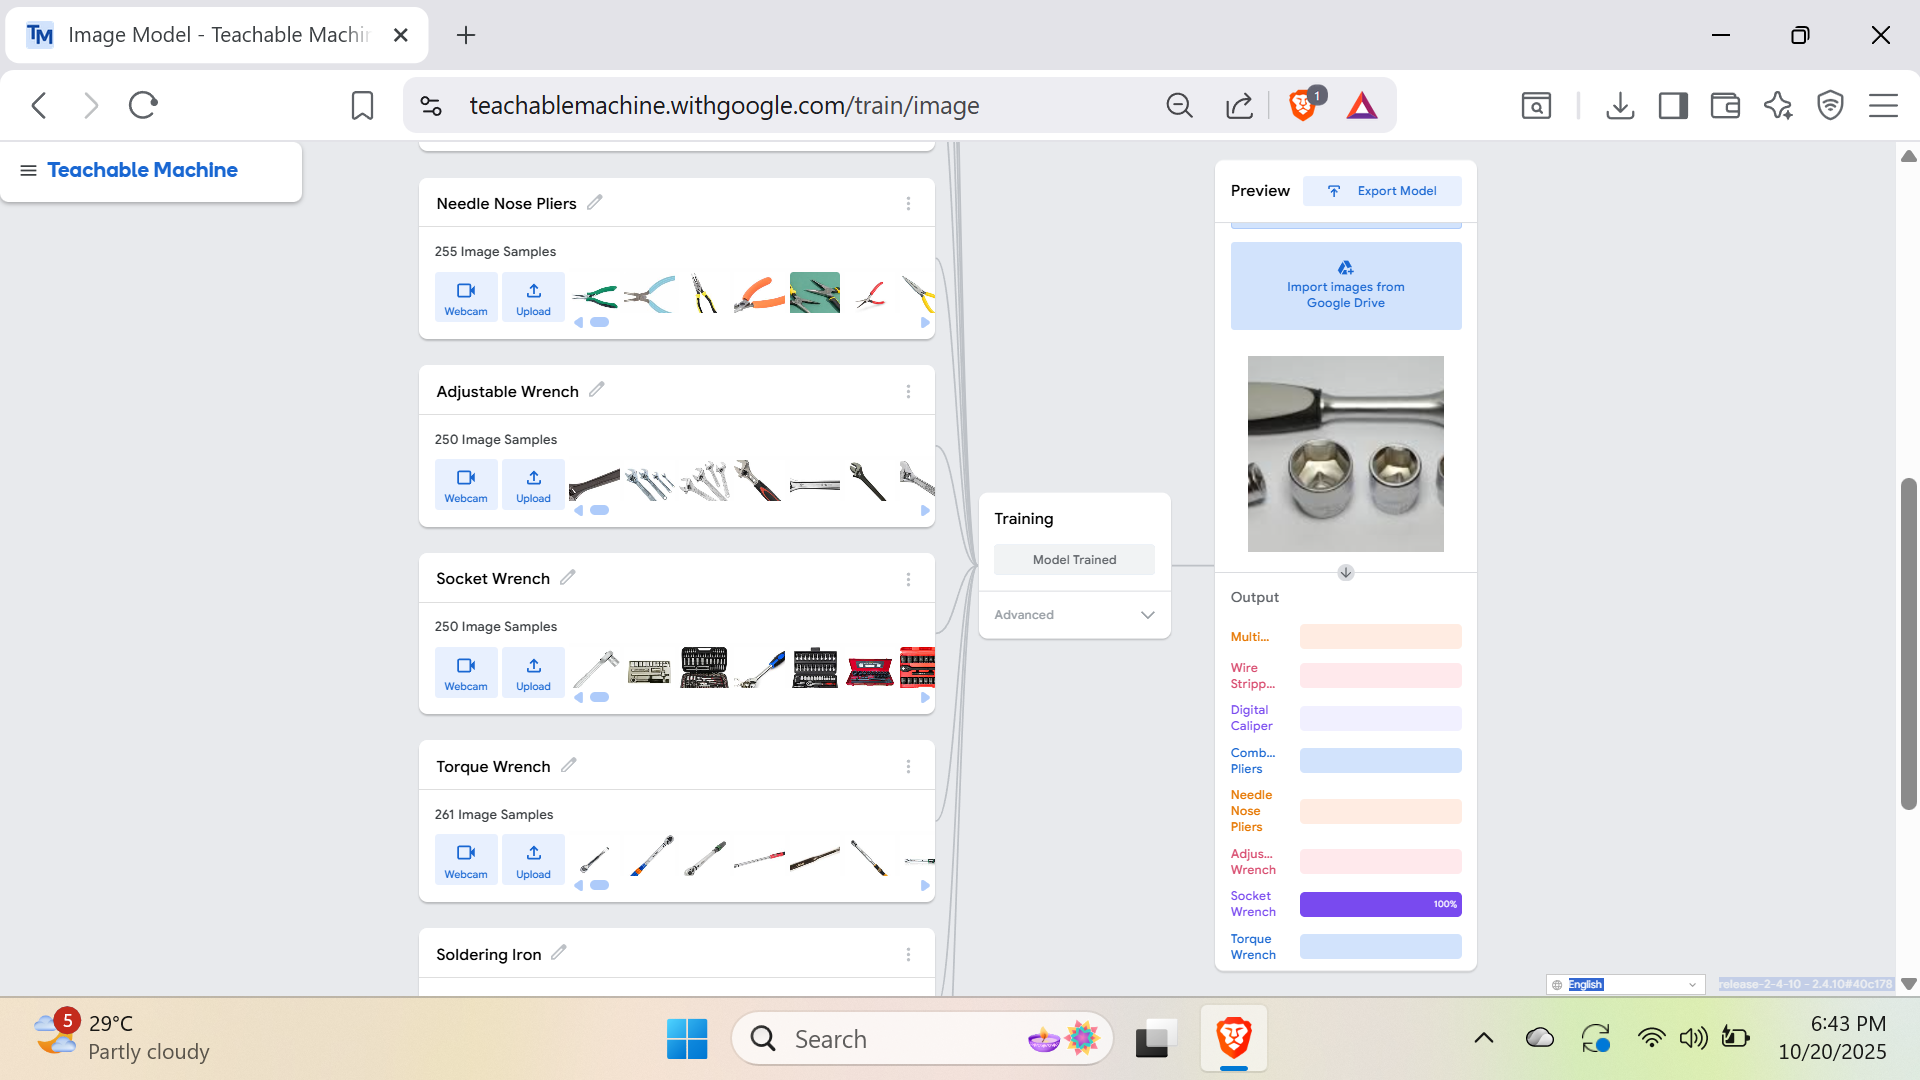 Image Model - Teachable Machin
teachablemachine.withgoogle.com/train/image
1
Teachable Machine
Needle Nose Pliers
255 Image Samples
Webcam
Upload
Adjustable Wrench
250 Image Samples
Webcam
Upload
Socket Wrench
250 Image Samples
Webcam
Upload
Torque Wrench
261 Image Samples
Webcam
Upload
Soldering Iron
Training
Model Trained
Advanced
Preview
Export Model
Import images from
Google Drive
Output
Multi...
Wire
Stripp...
Digital
Caliper
Comb...
Pliers
Needle
Nose
Pliers
Adjus...
Wrench
Socket
Wrench
100%
Torque
Wrench
English
release-2-4-10 - 2.4.10#40c178
5
29°C
Partly cloudy
Search
6:43 PM
10/20/2025